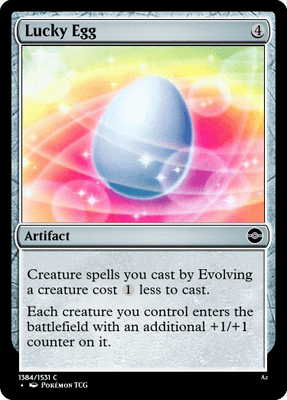 Lucky Egg 4
Artifact
Creature spells you cast by Evolving
a creature cost 1 less to cast.
Each creature you control enters the
battlefield with an additional +1/+1
counter on it.
1384/1531 C
• Pokémon TCG